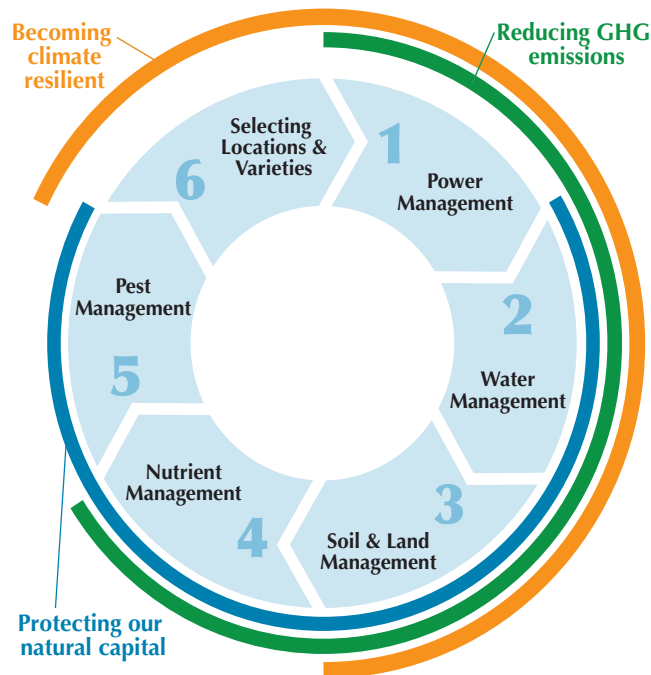 Becoming
climate
resilient
Reducing GHG
emissions
1
Power
Management
2
Water
Management
3
Soil & Land
Management
4
Nutrient
Management
5
Pest
Management
6
Selecting
Locations &
Varieties
Protecting our
natural capital